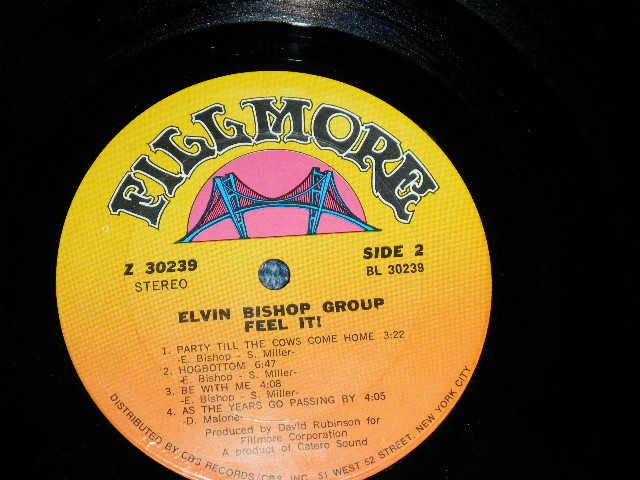 FILLMORE
Z 30239
STEREO
SIDE 2
BL 30239
ELVIN BISHOP GROUP
FEEL IT!
1. PARTY TILL THE COWS COME HOME 3:22
-E. Bishop - S. Miller-
2. HOGBOTTOM 6:47
-E. Bishop - S. Miller-
3. BE WITH ME 4:08
-E. Bishop - S. Miller-
4. AS THE YEARS GO PASSING BY 4:05
-D. Malone-
Produced by David Rubinson for
Fillmore Corporation
A product of Catero Sound
DISTRIBUTED BY CBS RECORDS/CBS, INC. 51 WEST 52 STREET, NEW YORK CITY